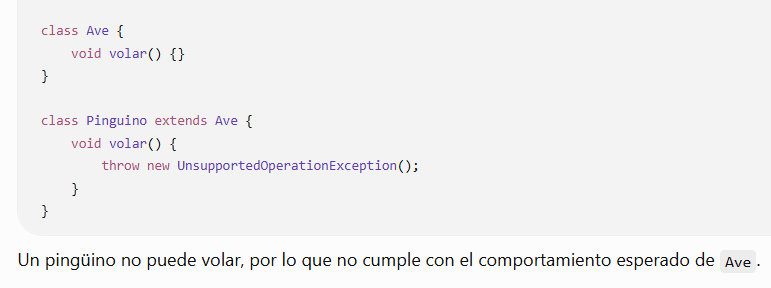 class Ave {
    void volar() {}
}

class Pinguino extends Ave {
    void volar() {
        throw new UnsupportedOperationException();
    }
}
Un pingüino no puede volar, por lo que no cumple con el comportamiento esperado de Ave.